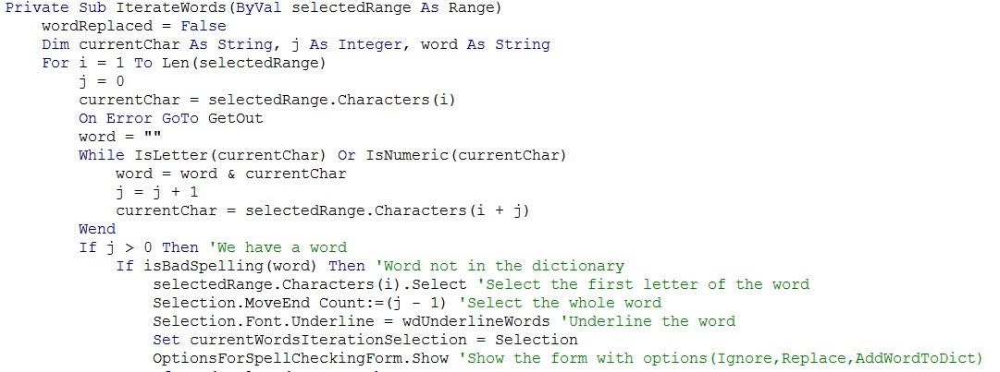 Private Sub IterateWords(ByVal selectedRange As Range)
wordReplaced = False
Dim currentChar As String, j As Integer, word As String
For i = 1 To Len(selectedRange)
j = 0
currentChar = selectedRange.Characters(i)
On Error GoTo GetOut
word = ""
While IsLetter(currentChar) Or IsNumeric(currentChar)
word = word & currentChar
j = j + 1
currentChar = selectedRange.Characters(i + j)
Wend
If j > 0 Then 'We have a word
If isBadSpelling(word) Then 'Word not in the dictionary
selectedRange.Characters(i).Select 'Select the first letter of the word
Selection.MoveEnd Count:=(j - 1) 'Select the whole word
Selection.Font.Underline = wdUnderlineWords 'Underline the word
Set currentWordsIterationSelection = Selection
OptionsForSpellCheckingForm.Show 'Show the form with options(Ignore,Replace,AddWordToDict)